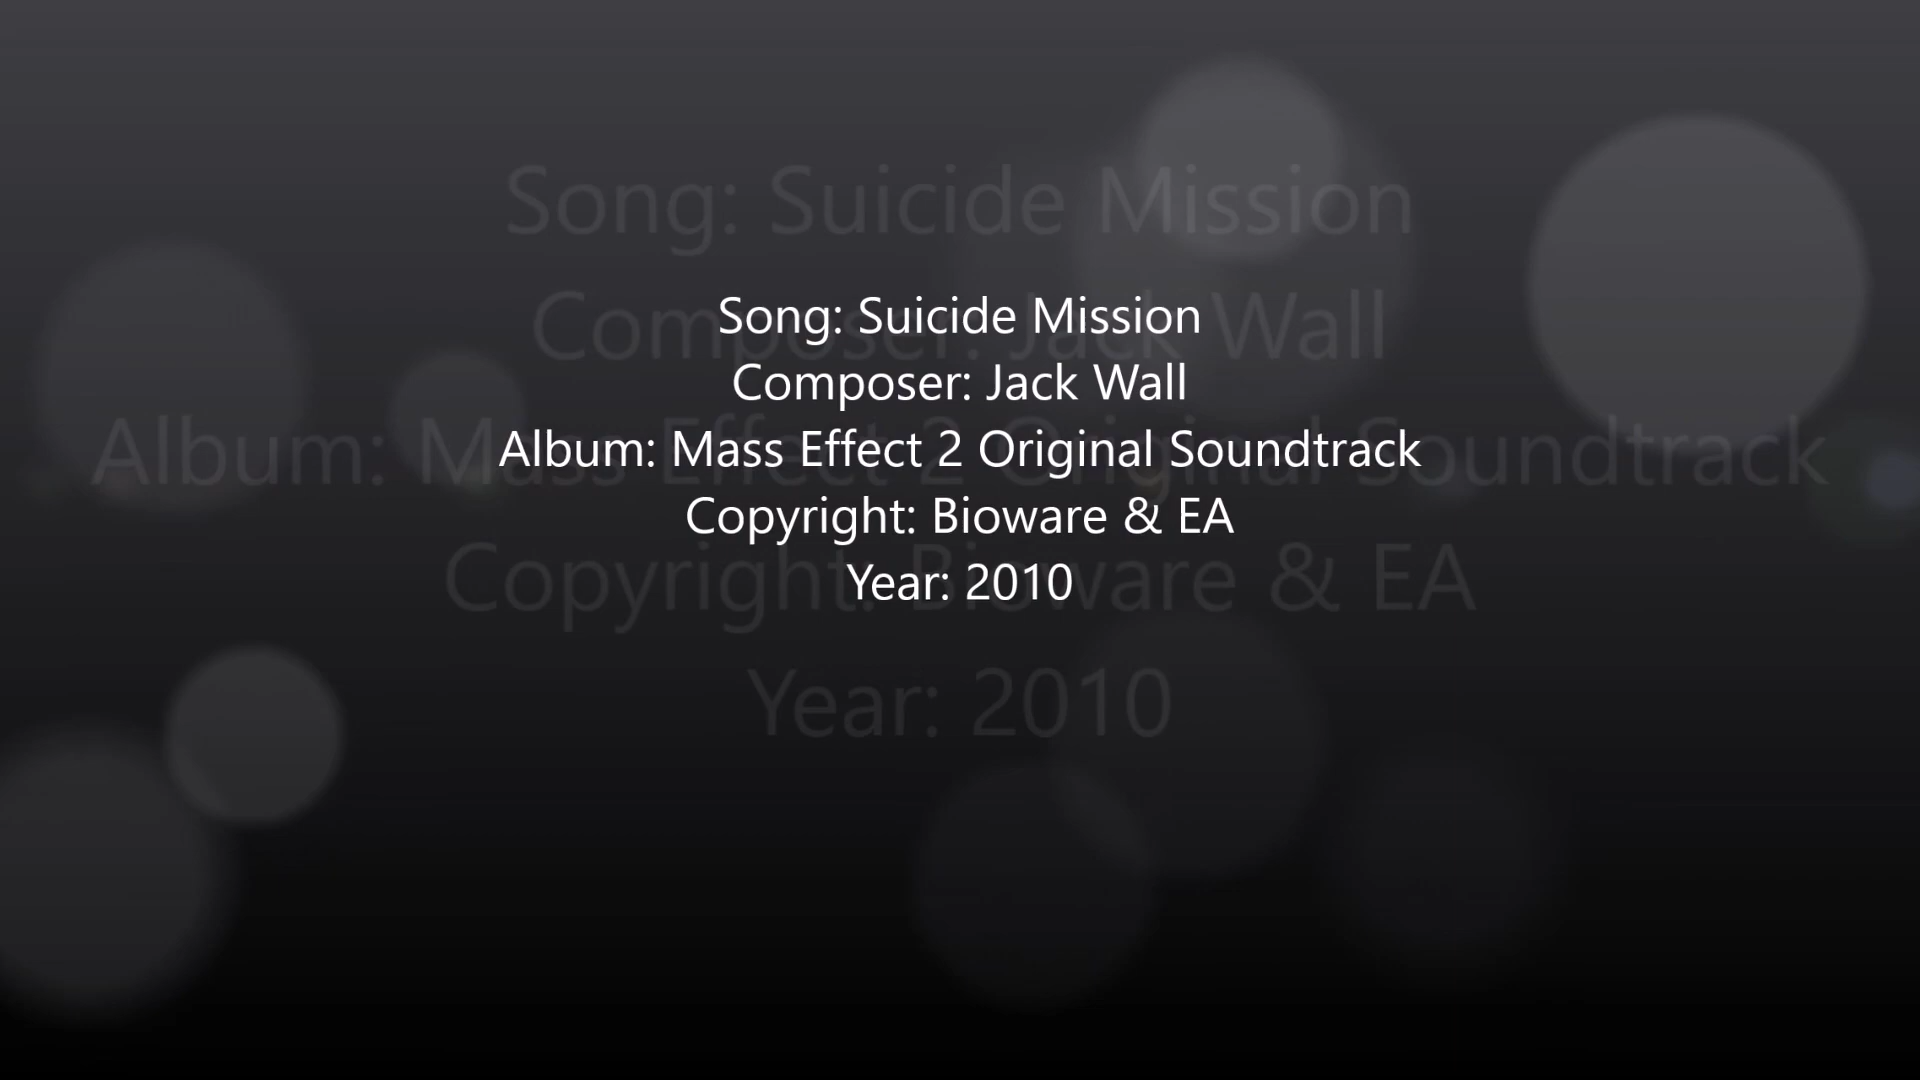 Song: Suicide Mission
Composer: Jack Wall
Album: Mass Effect 2 Original Soundtrack
Copyright: Bioware & EA
Year: 2010